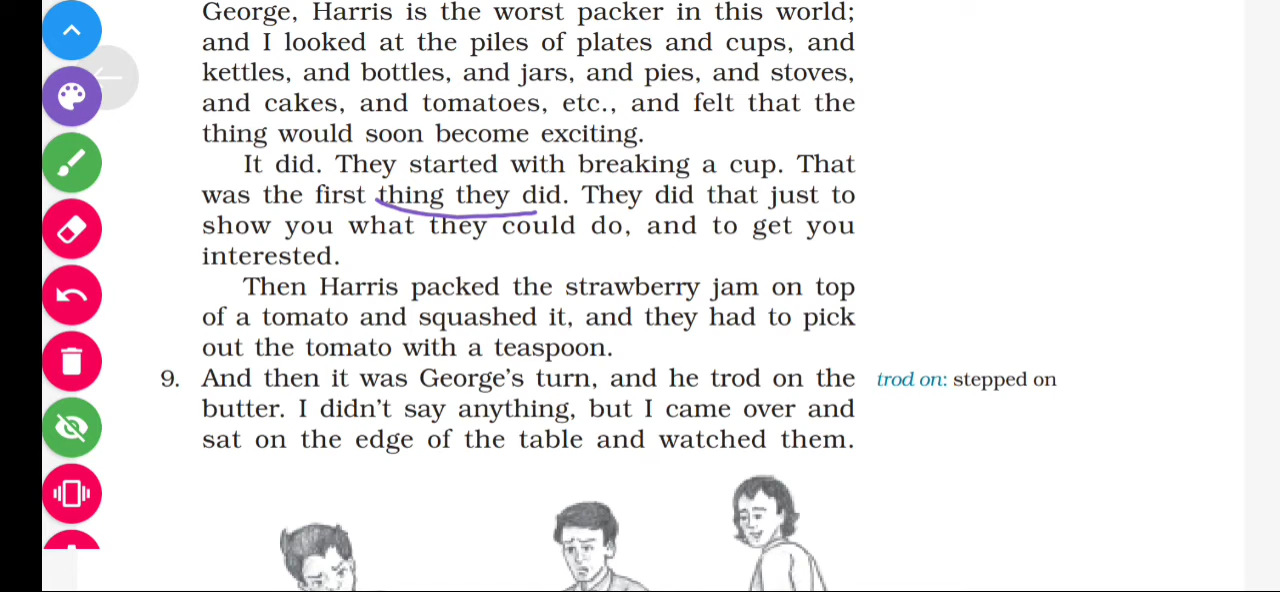 George, Harris is the worst packer in this world;
and I looked at the piles of plates and cups, and
kettles, and bottles, and jars, and pies, and stoves,
and cakes, and tomatoes, etc., and felt that the
thing would soon become exciting.
It did. They started with breaking a cup. That
was the first thing they did. They did that just to
show you what they could do, and to get you
interested.
Then Harris packed the strawberry jam on top
of a tomato and squashed it, and they had to pick
out the tomato with a teaspoon.
9. And then it was George’s turn, and he trod on the
trod on: stepped on
butter. I didn’t say anything, but I came over and
sat on the edge of the table and watched them.